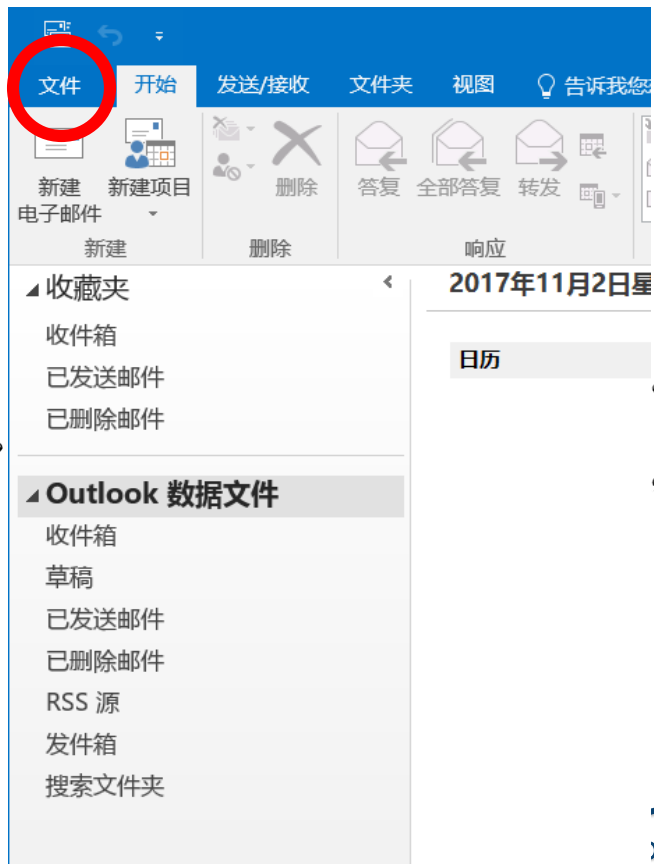 文件 开始 发送/接收 文件夹 视图 告诉我您
新建 新建项目 删除 答复 全部答复 转发
电子邮件
新建 删除 响应
收藏夹
收件箱
已发送邮件
已删除邮件
Outlook 数据文件
收件箱
草稿
已发送邮件
已删除邮件
RSS 源
发件箱
搜索文件夹
2017年11月2日星
日历